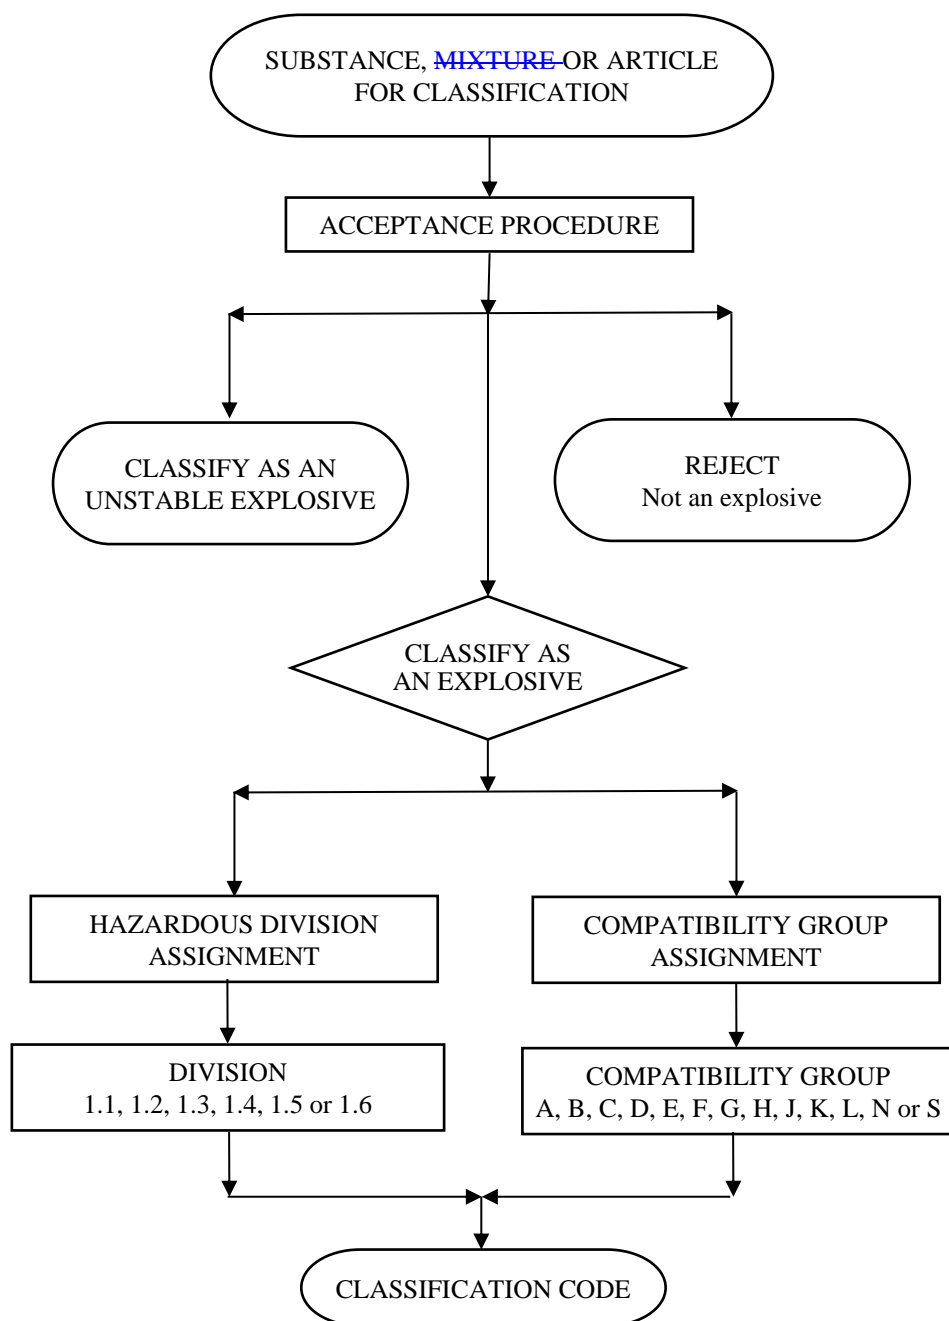 SUBSTANCE, MIXTURE OR ARTICLE
FOR CLASSIFICATION
ACCEPTANCE PROCEDURE
CLASSIFY AS AN
UNSTABLE EXPLOSIVE
REJECT
Not an explosive
CLASSIFY AS
AN EXPLOSIVE
HAZARDOUS DIVISION
ASSIGNMENT
COMPATIBILITY GROUP
ASSIGNMENT
DIVISION
1.1, 1.2, 1.3, 1.4, 1.5 or 1.6
COMPATIBILITY GROUP
A, B, C, D, E, F, G, H, J, K, L, N or S
CLASSIFICATION CODE